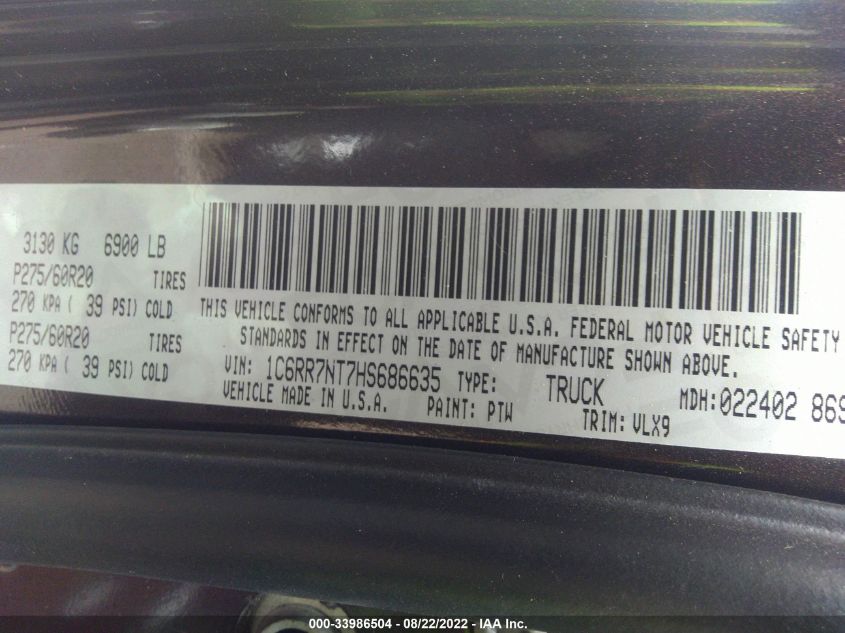 3130 KG 6900 LB
P275/60R20 TIRES
270 KPA ( 39 PSI) COLD
P275/60R20 TIRES
270 KPA ( 39 PSI) COLD
THIS VEHICLE CONFORMS TO ALL APPLICABLE U.S.A. FEDERAL MOTOR VEHICLE SAFETY
STANDARDS IN EFFECT ON THE DATE OF MANUFACTURE SHOWN ABOVE.
VIN: 1C6RR7NT7HS686635 TYPE: TRUCK MDH:022402 869
VEHICLE MADE IN U.S.A. PAINT: PTW TRIM: VLX9
000-33986504 - 08/22/2022 - IAA Inc.